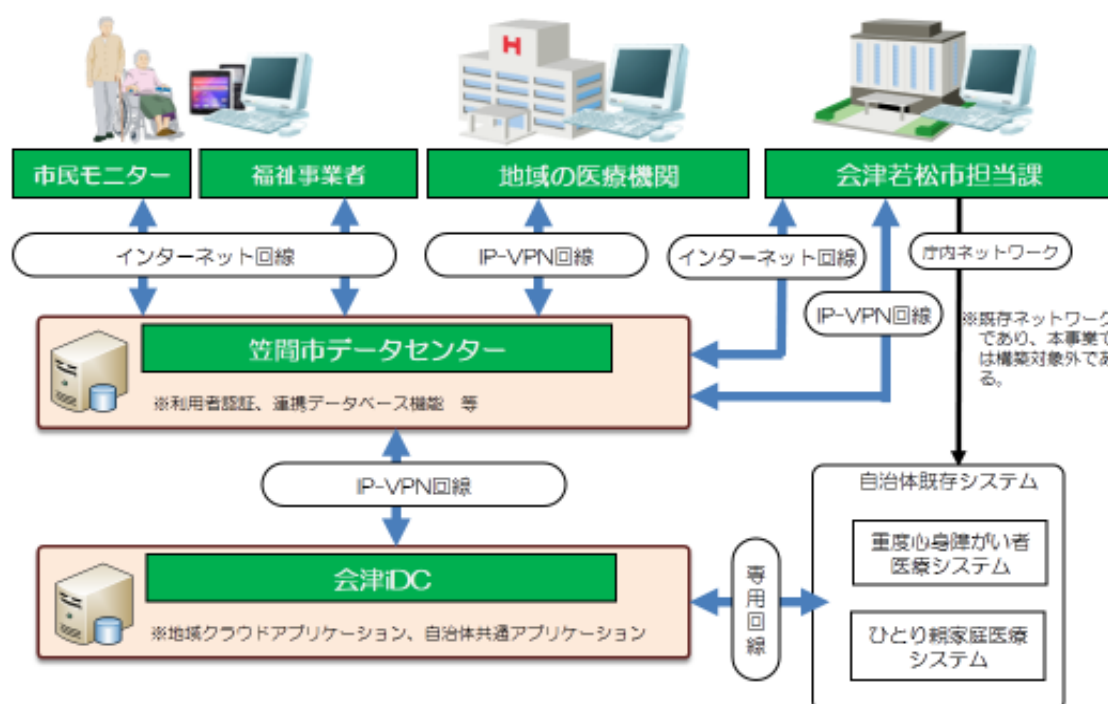 H
市民モニター
福祉事業者
地域の医療機関
会津若松市担当課
インターネット回線
IP-VPN回線
インターネット回線
庁内ネットワーク
IP-VPN回線
※既存ネットワーク
であり、本事業で
は構築対象外であ
る。
笠間市データセンター
※利用者認証、連携データベース機能 等
IP-VPN回線
自治体既存システム
重度心身障がい者
医療システム
ひとり親家庭医療
システム
会津iDC
※地域クラウドアプリケーション、自治体共通アプリケーション
専用回線